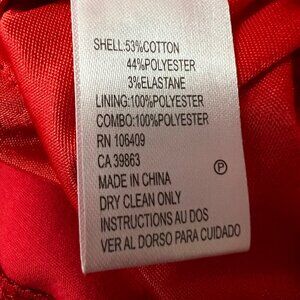 SHELL:53%COTTON
44%POLYESTER
3%ELASTANE
LINING:100%POLYESTER
COMBO:100%POLYESTER
RN 106409
CA 39863
MADE IN CHINA
P
DRY CLEAN ONLY
INSTRUCTIONS AU DOS
VER AL DORSO PARA CUIDADO